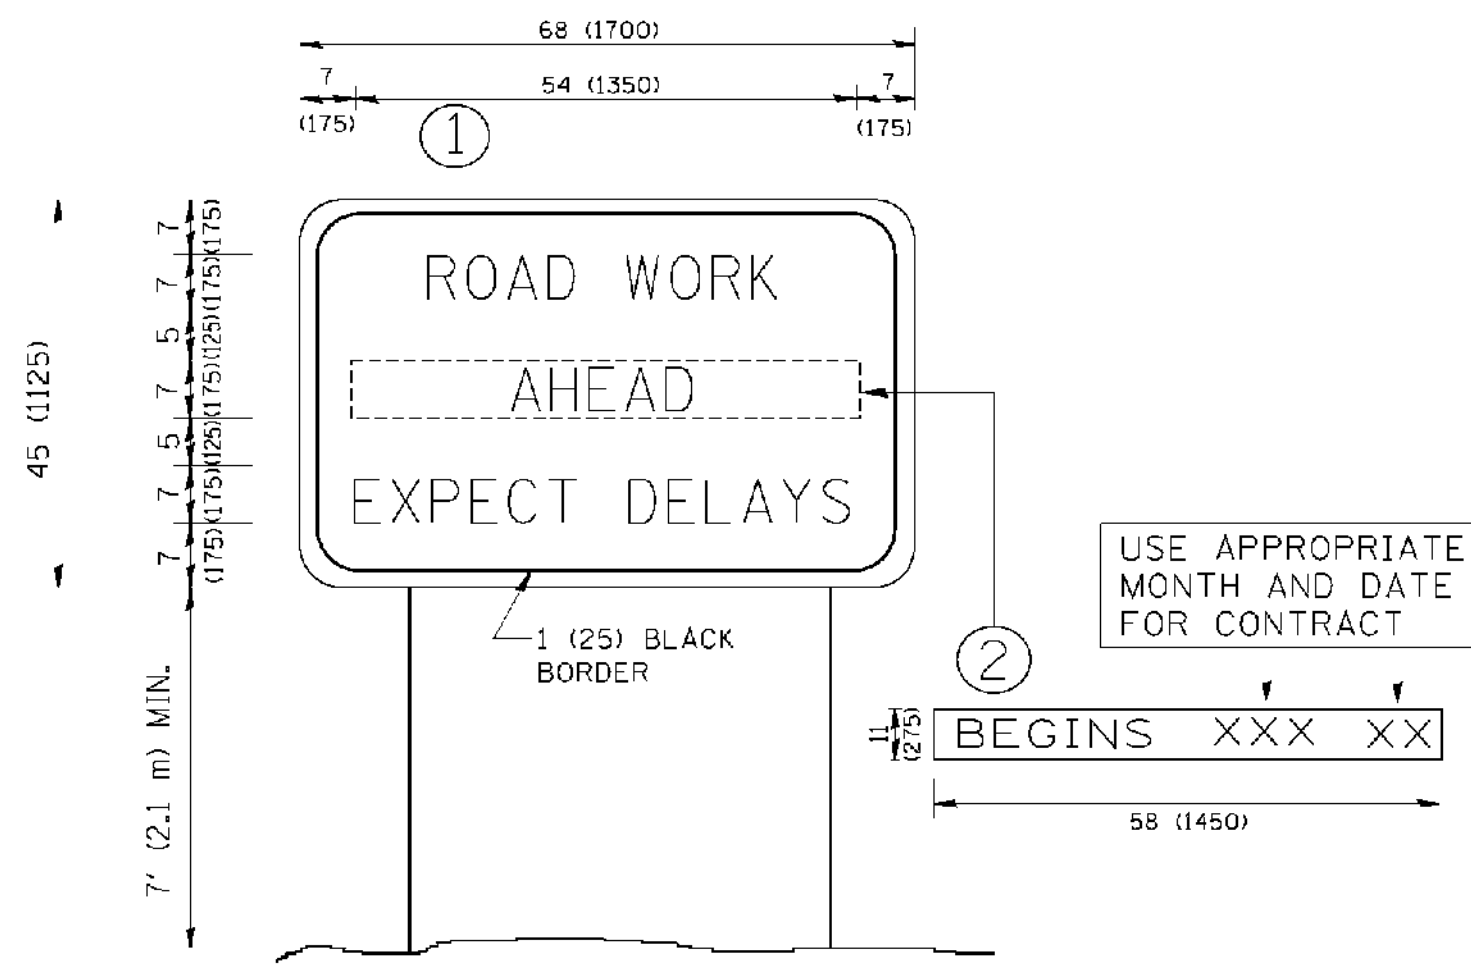 68 (1700)
7
54 (1350)
7
(175)
(175)
1
45 (1125)
7 (175)
7 (175)
5 (125)
7 (175)
5 (125)
7 (175)
7 (175)
ROAD WORK
AHEAD
EXPECT DELAYS
1 (25) BLACK
BORDER
7' (2.1 m) MIN.
USE APPROPRIATE
MONTH AND DATE
FOR CONTRACT
2
11
(275)
BEGINS XXX XX
58 (1450)